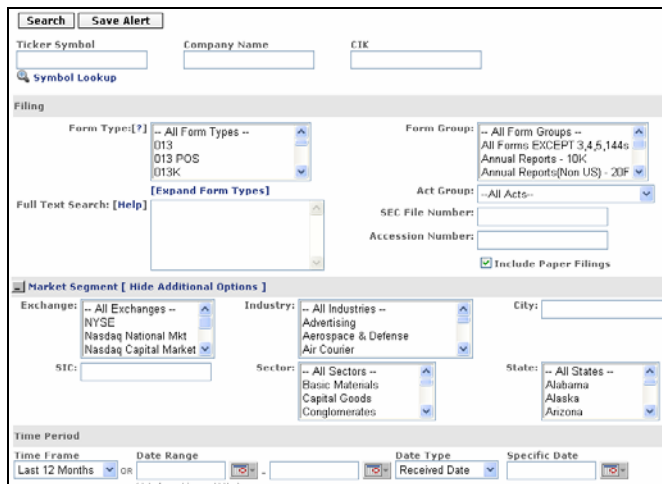 Search Save Alert
Ticker Symbol Company Name CIK
Symbol Lookup
Filing
Form Type:[?] -- All Form Types -- Form Group: -- All Form Groups --
013 All Forms EXCEPT 3,4,5,144s
013 POS Annual Reports - 10K
013K Annual Reports(Non US) - 20F
[Expand Form Types] Act Group: --All Acts--
Full Text Search: [Help] SEC File Number:
Accession Number:
Include Paper Filings
Market Segment [ Hide Additional Options ]
Exchange: -- All Exchanges -- Industry: -- All Industries -- City:
NYSE Advertising
Nasdaq National Mkt Aerospace & Defense
Nasdaq Capital Market Air Courier
SIC: Sector: -- All Sectors -- State: -- All States --
Basic Materials Alabama
Capital Goods Alaska
Conglomerates Arizona
Time Period
Time Frame Date Range Date Type Specific Date
Last 12 Months OR - Received Date